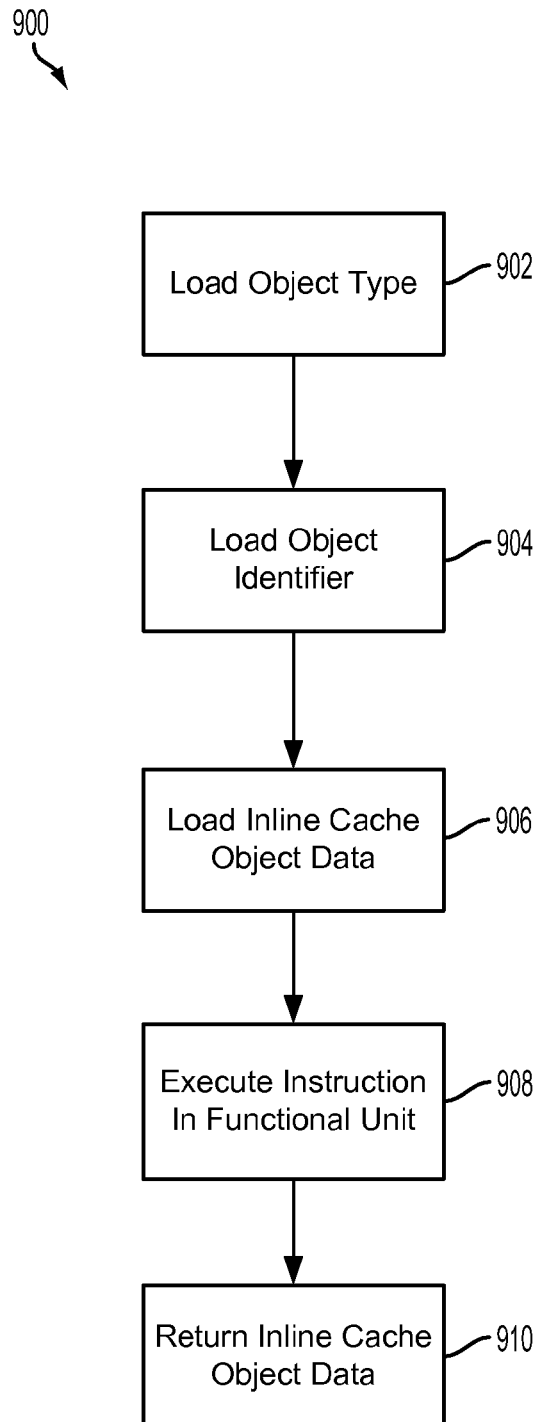 900
Load Object Type
902
Load Object
Identifier
904
Load Inline Cache
Object Data
906
Execute Instruction
In Functional Unit
908
Return Inline Cache
Object Data
910